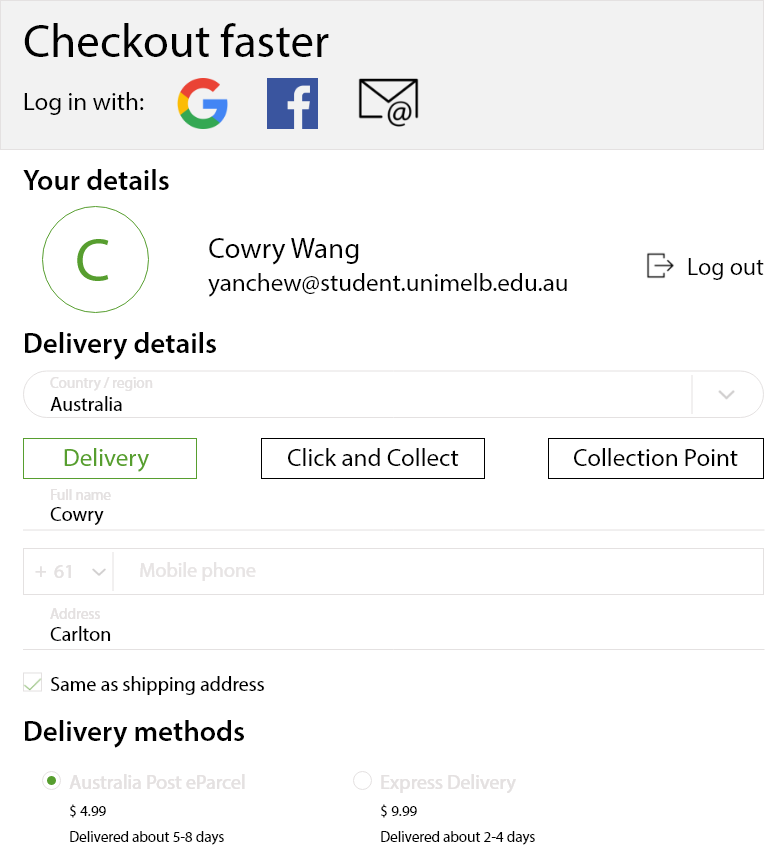 Checkout faster
Log in with:
@
Your details
C
Cowry Wang
yanchew@student.unimelb.edu.au
Log out
Delivery details
Country / region
Australia
Delivery Click and Collect Collection Point
Full name
Cowry
+ 61 Mobile phone
Address
Carlton
Same as shipping address
Delivery methods
Australia Post eParcel Express Delivery
$ 4.99 $ 9.99
Delivered about 5-8 days Delivered about 2-4 days